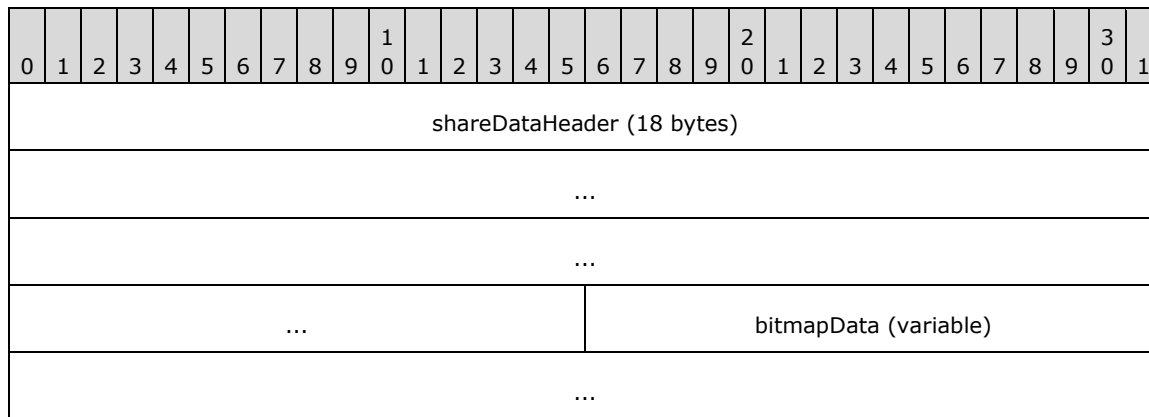 1 2 3
0 1 2 3 4 5 6 7 8 9 0 1 2 3 4 5 6 7 8 9 0 1 2 3 4 5 6 7 8 9 0 1
shareDataHeader (18 bytes)
...
...
... bitmapData (variable)
...